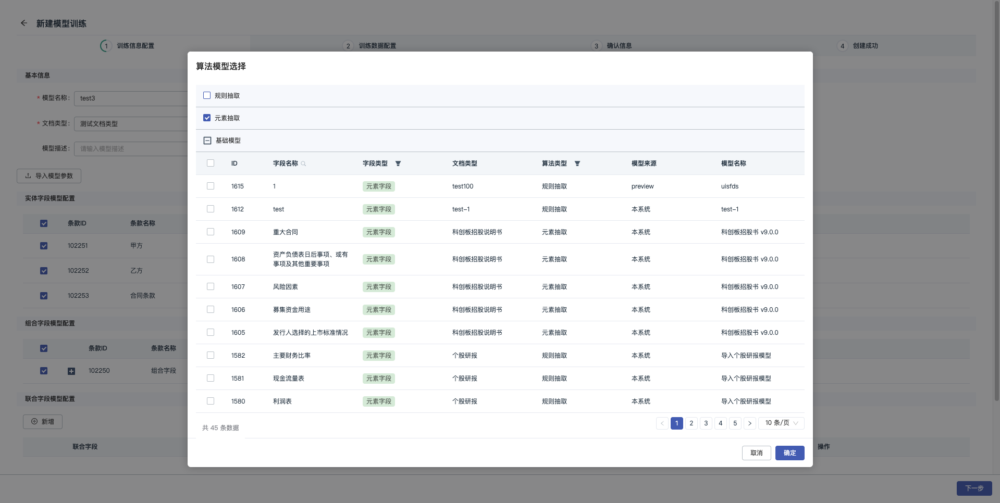 新建模型训练
1 训练信息配置
2 训练数据配置
3 确认信息
4 创建成功
基本信息
* 模型名称: test3
* 文档类型: 测试文档类型
模型描述: 请输入模型描述
导入模型参数
实体字段模型配置
条款ID 条款名称
102251 甲方
102252 乙方
102253 合同条款
组合字段模型配置
条款ID 条款名称
102250 组合字段
联合字段模型配置
新增
联合字段 操作
算法模型选择
规则抽取
元素抽取
基础模型
ID 字段名称 字段类型 文档类型 算法类型 模型来源 模型名称
1615 1 元素字段 test100 规则抽取 preview uisfds
1612 test 元素字段 test-1 规则抽取 本系统 test-1
1609 重大合同 元素字段 科创板招股说明书 元素抽取 本系统 科创板招股书 v9.0.0
1608 资产负债表日后事项、或有 元素字段 科创板招股说明书 元素抽取 本系统 科创板招股书 v9.0.0
事项及其他重要事项
1607 风险因素 元素字段 科创板招股说明书 元素抽取 本系统 科创板招股书 v9.0.0
1606 募集资金用途 元素字段 科创板招股说明书 元素抽取 本系统 科创板招股书 v9.0.0
1605 发行人选择的上市标准情况 元素字段 科创板招股说明书 元素抽取 本系统 科创板招股书 v9.0.0
1582 主要财务比率 元素字段 个股研报 规则抽取 本系统 导入个股研报模型
1581 现金流量表 元素字段 个股研报 规则抽取 本系统 导入个股研报模型
1580 利润表 元素字段 个股研报 规则抽取 本系统 导入个股研报模型
共 45 条数据
1 2 3 4 5 10 条/页
取消 确定
下一步